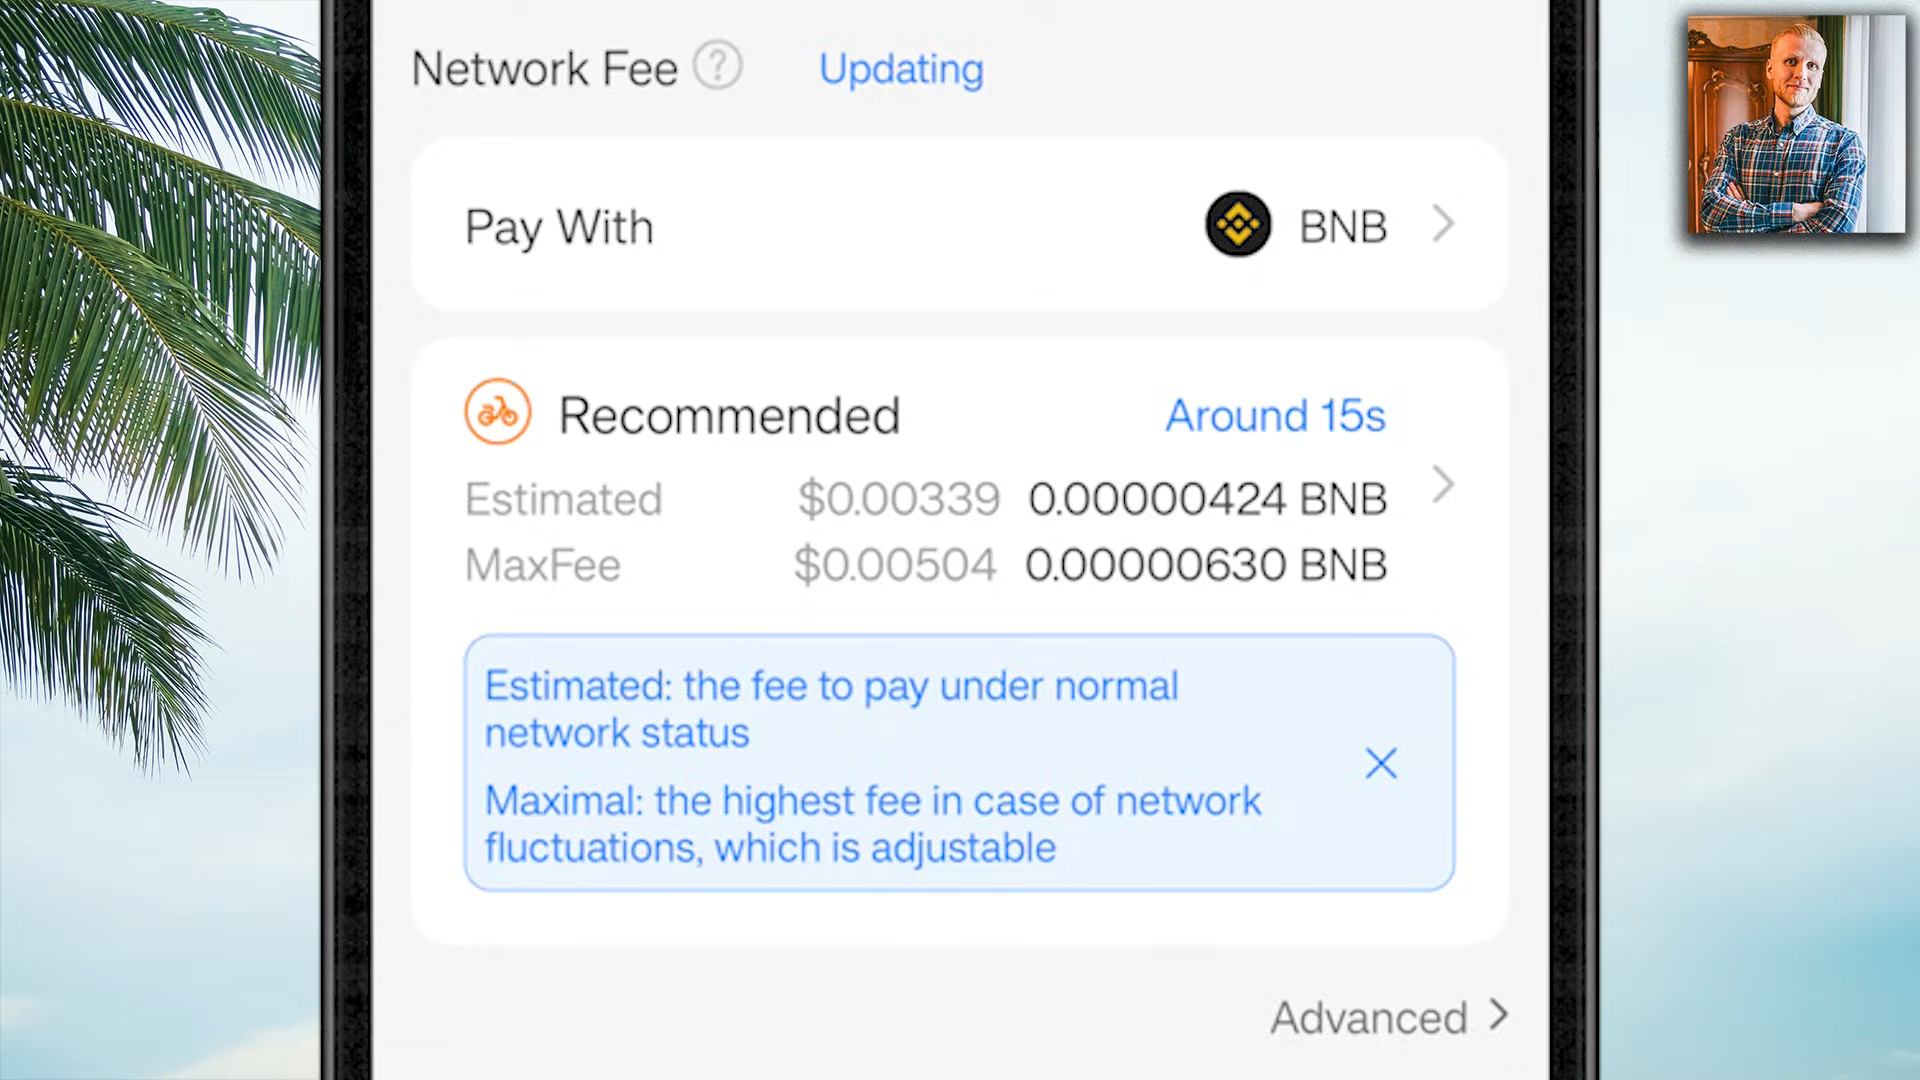 Network Fee ? Updating
Pay With BNB
Recommended Around 15s
Estimated $0.00339 0.00000424 BNB
MaxFee $0.00504 0.00000630 BNB
Estimated: the fee to pay under normal
network status
Maximal: the highest fee in case of network
fluctuations, which is adjustable
Advanced